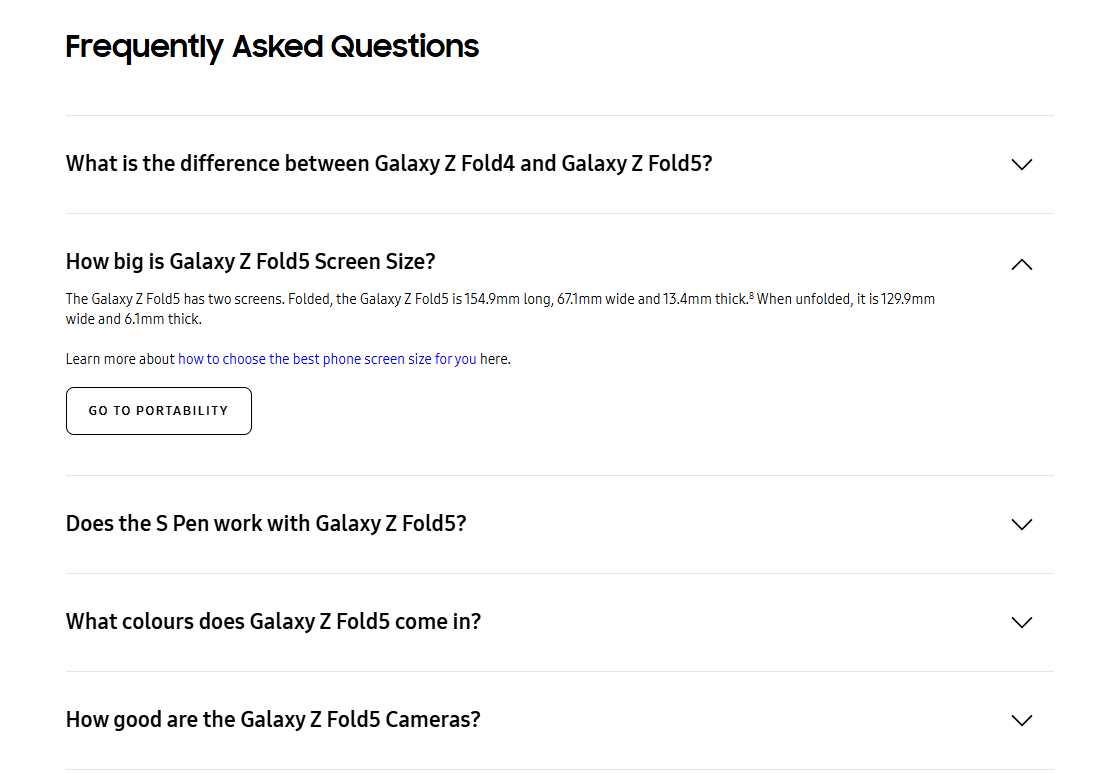 Frequently Asked Questions
What is the difference between Galaxy Z Fold4 and Galaxy Z Fold5?
How big is Galaxy Z Fold5 Screen Size?
The Galaxy Z Fold5 has two screens. Folded, the Galaxy Z Fold5 is 154.9mm long, 67.1mm wide and 13.4mm thick.⁸ When unfolded, it is 129.9mm
wide and 6.1mm thick.
Learn more about how to choose the best phone screen size for you here.
GO TO PORTABILITY
Does the S Pen work with Galaxy Z Fold5?
What colours does Galaxy Z Fold5 come in?
How good are the Galaxy Z Fold5 Cameras?